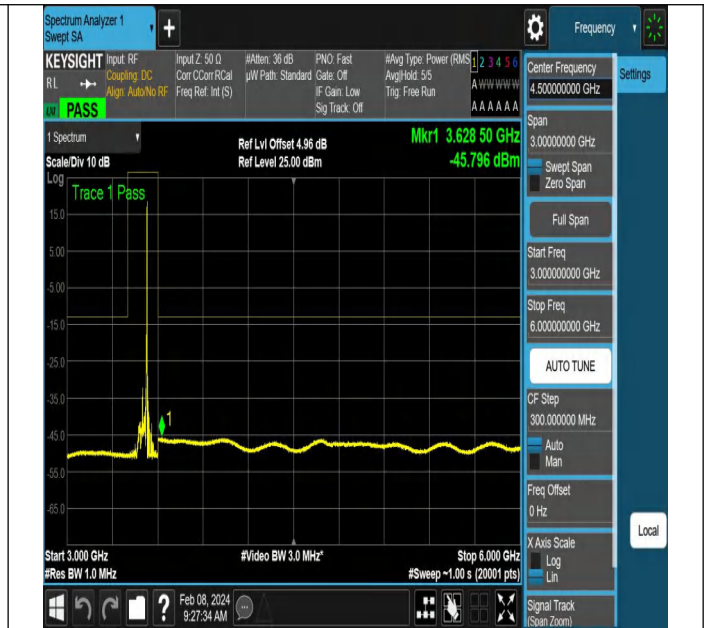 Spectrum Analyzer 1
Swept SA
+
Frequency
KEYSIGHT
RL
PASS
Input: RF
Coupling: DC
Align: Auto/No RF
Input Z: 50 Ω
Corr CCorr RCal
Freq Ref: Int (S)
#Atten: 36 dB
µW Path: Standard
PNO: Fast
Gate: Off
IF Gain: Low
Sig Track: Off
#Avg Type: Power (RMS
Avg|Hold: 5/5
Trig: Free Run
1 2 3 4 5 6
A W W W W W
A A A A A A
1 Spectrum
Scale/Div 10 dB
Ref Lvl Offset 4.96 dB
Ref Level 25.00 dBm
Mkr1 3.628 50 GHz
-45.796 dBm
Log
Trace 1 Pass
15.0
5.00
-5.00
-15.0
-25.0
-35.0
-45.0
-55.0
-65.0
1
Start 3.000 GHz
#Res BW 1.0 MHz
#Video BW 3.0 MHz*
Stop 6.000 GHz
#Sweep ~1.00 s (20001 pts)
?
Feb 08, 2024
9:27:34 AM
Center Frequency
4.500000000 GHz
Settings
Span
3.00000000 GHz
Swept Span
Zero Span
Full Span
Start Freq
3.000000000 GHz
Stop Freq
6.000000000 GHz
AUTO TUNE
CF Step
300.000000 MHz
Auto
Man
Freq Offset
0 Hz
X Axis Scale
Log
Lin
Local
Signal Track
(Span Zoom)